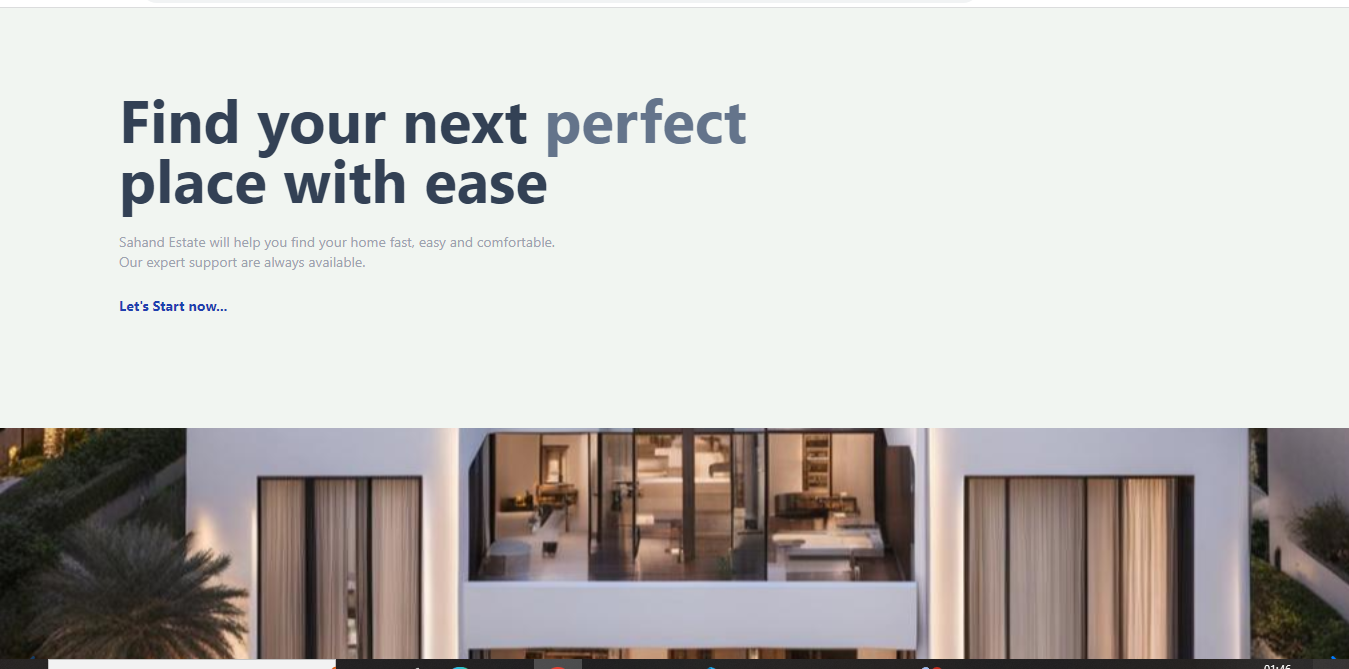 Find your next perfect
place with ease
Sahand Estate will help you find your home fast, easy and comfortable.
Our expert support are always available.
Let's Start now...